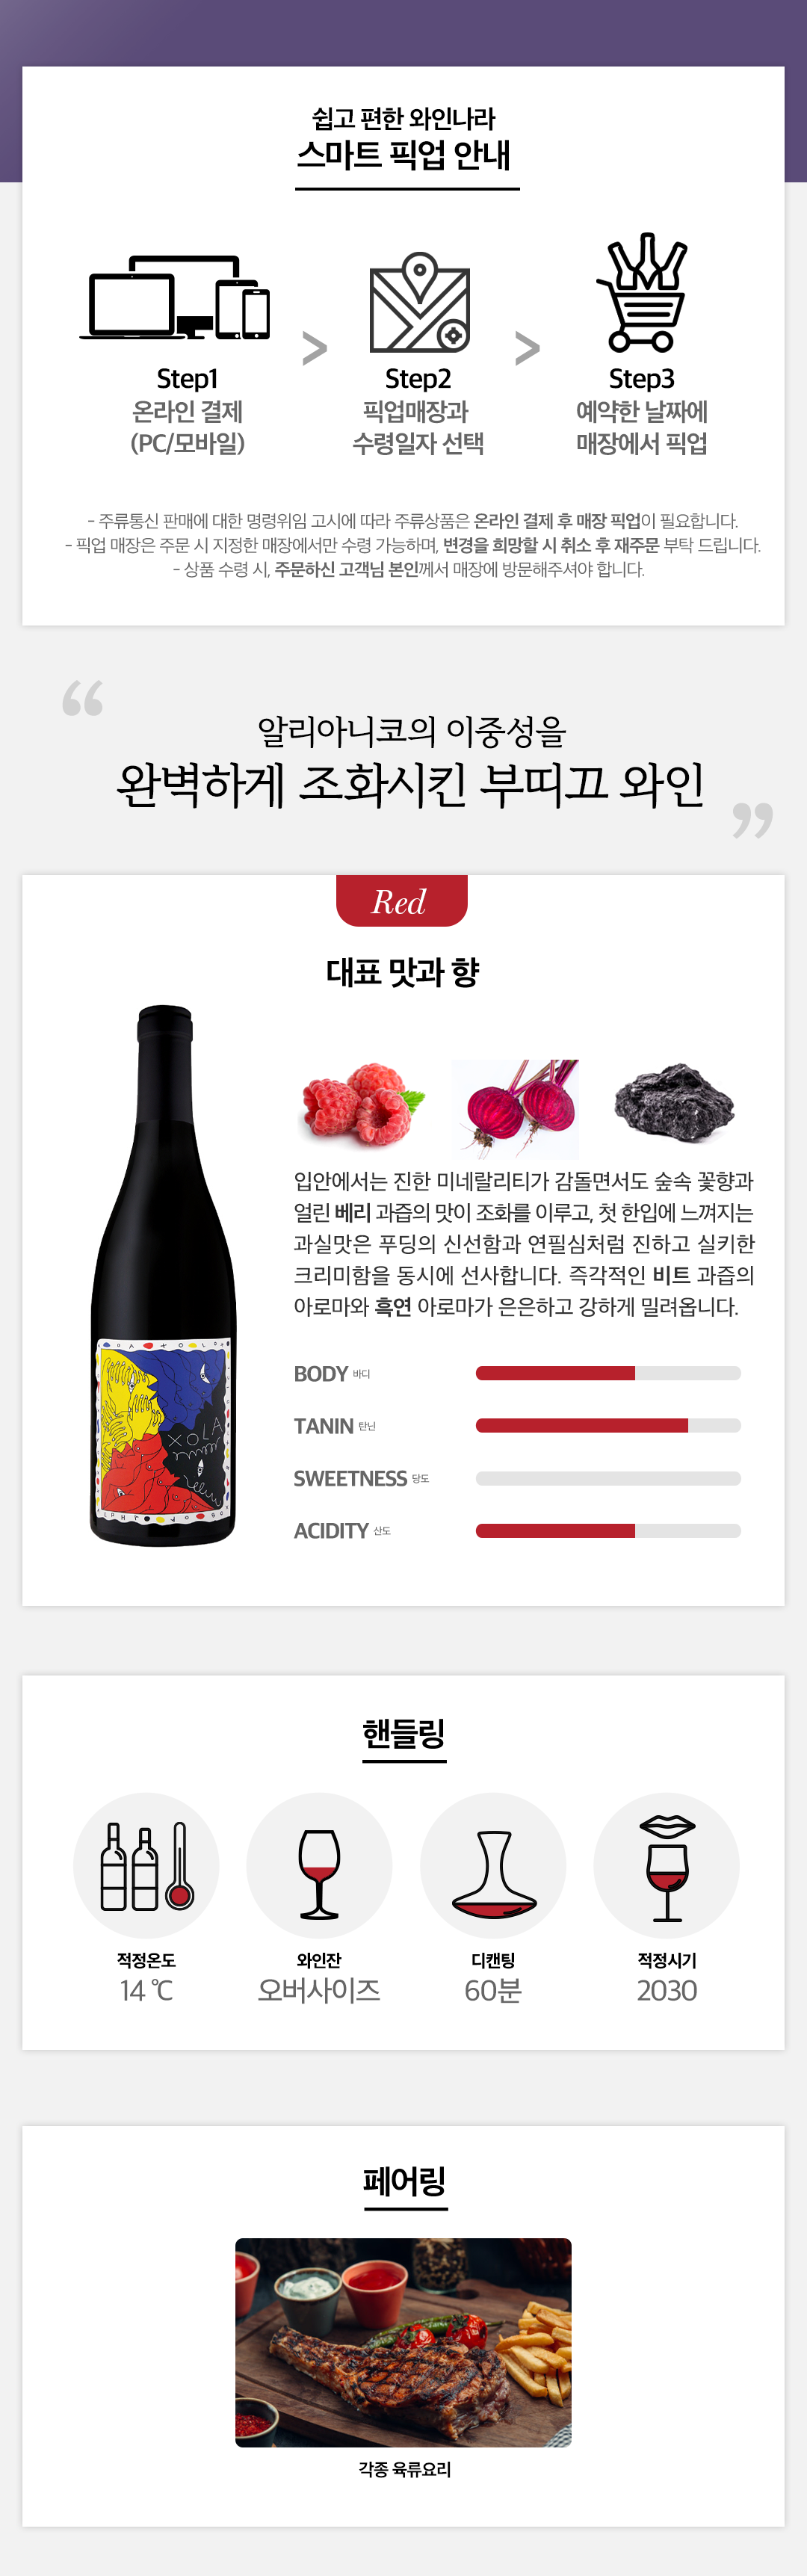 쉽고 편한 와인나라
스마트 픽업 안내
Step1
온라인 결제
(PC/모바일)
>
Step2
픽업매장과
수령일자 선택
>
Step3
예약한 날짜에
매장에서 픽업
- 주류통신 판매에 대한 명령위임 고시에 따라 주류상품은 온라인 결제 후 매장 픽업이 필요합니다.
- 픽업 매장은 주문 시 지정한 매장에서만 수령 가능하며, 변경을 희망할 시 취소 후 재주문 부탁 드립니다.
- 상품 수령 시, 주문하신 고객님 본인께서 매장에 방문해주셔야 합니다.
“
알리아니코의 이중성을
완벽하게 조화시킨 부띠끄 와인
”
Red
대표 맛과 향
입안에서는 진한 미네랄리티가 감돌면서도 숲속 꽃향과
얼린 베리 과즙의 맛이 조화를 이루고, 첫 한입에 느껴지는
과실맛은 푸딩의 신선함과 연필심처럼 진하고 실키한
크리미함을 동시에 선사합니다. 즉각적인 비트 과즙의
아로마와 흑연 아로마가 은은하고 강하게 밀려옵니다.
XOLA
BODY 바디
TANIN 탄닌
SWEETNESS 당도
ACIDITY 산도
핸들링
적정온도
14 ℃
와인잔
오버사이즈
디캔팅
60분
적정시기
2030
페어링
각종 육류요리